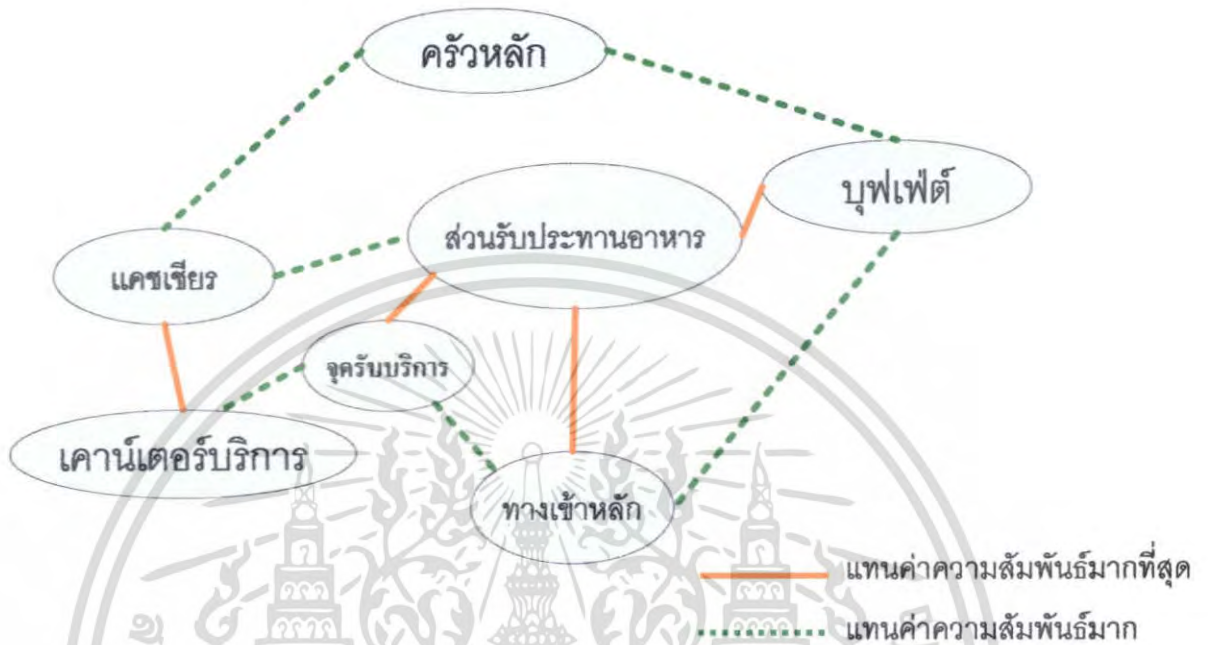 ครัวหลัก
บุฟเฟ่ต์
ส่วนรับประทานอาหาร
แคชเชียร
จุดรับบริการ
เคาน์เตอร์บริการ
ทางเข้าหลัก
แทนค่าความสัมพันธ์มากที่สุด
แทนค่าความสัมพันธ์มาก